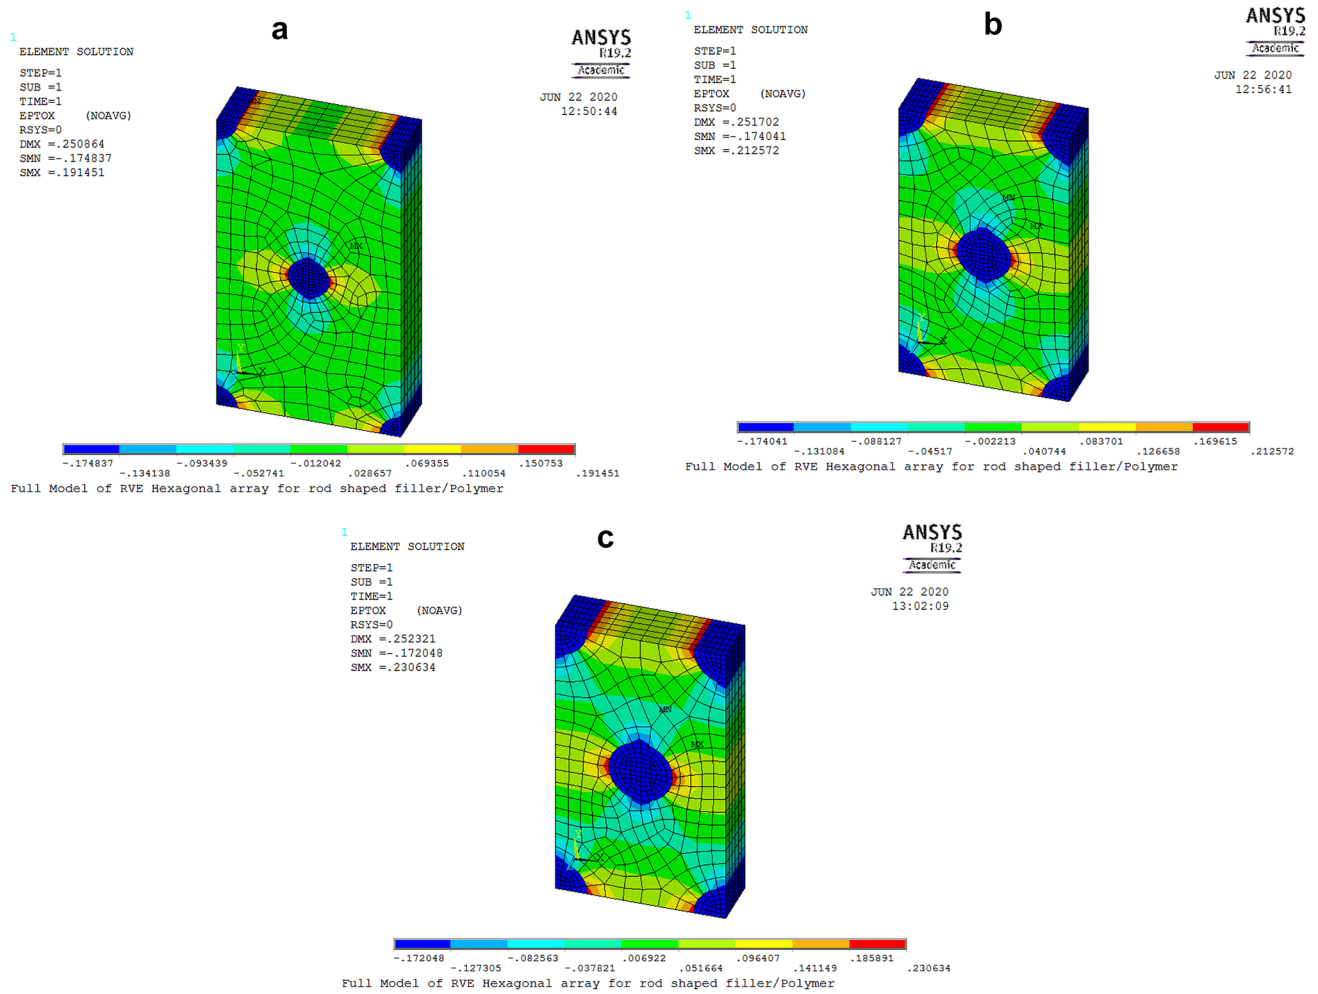 a
1
ELEMENT SOLUTION
STEP=1
SUB =1
TIME=1
EPTOX (NOAVG)
RSYS=0
DMX =.250864
SMN =-.174837
SMX =.191451
ANSYS
R19.2
Academic
JUN 22 2020
12:50:44
MN
MX
Y
X
-.174837 -.093439 -.012042 .069355 .150753
-.134138 -.052741 .028657 .110054 .191451
Full Model of RVE Hexagonal array for rod shaped filler/Polymer
b
1
ELEMENT SOLUTION
STEP=1
SUB =1
TIME=1
EPTOX (NOAVG)
RSYS=0
DMX =.251702
SMN =-.174041
SMX =.212572
ANSYS
R19.2
Academic
JUN 22 2020
12:56:41
MN
MX
Y
X
-.174041 -.088127 -.002213 .083701 .169615
-.131084 -.04517 .040744 .126658 .212572
Full Model of RVE Hexagonal array for rod shaped filler/Polymer
c
1
ELEMENT SOLUTION
STEP=1
SUB =1
TIME=1
EPTOX (NOAVG)
RSYS=0
DMX =.252321
SMN =-.172048
SMX =.230634
ANSYS
R19.2
Academic
JUN 22 2020
13:02:09
MN
MX
Y
X
-.172048 -.082563 .006922 .096407 .185891
-.127305 -.037821 .051664 .141149 .230634
Full Model of RVE Hexagonal array for rod shaped filler/Polymer